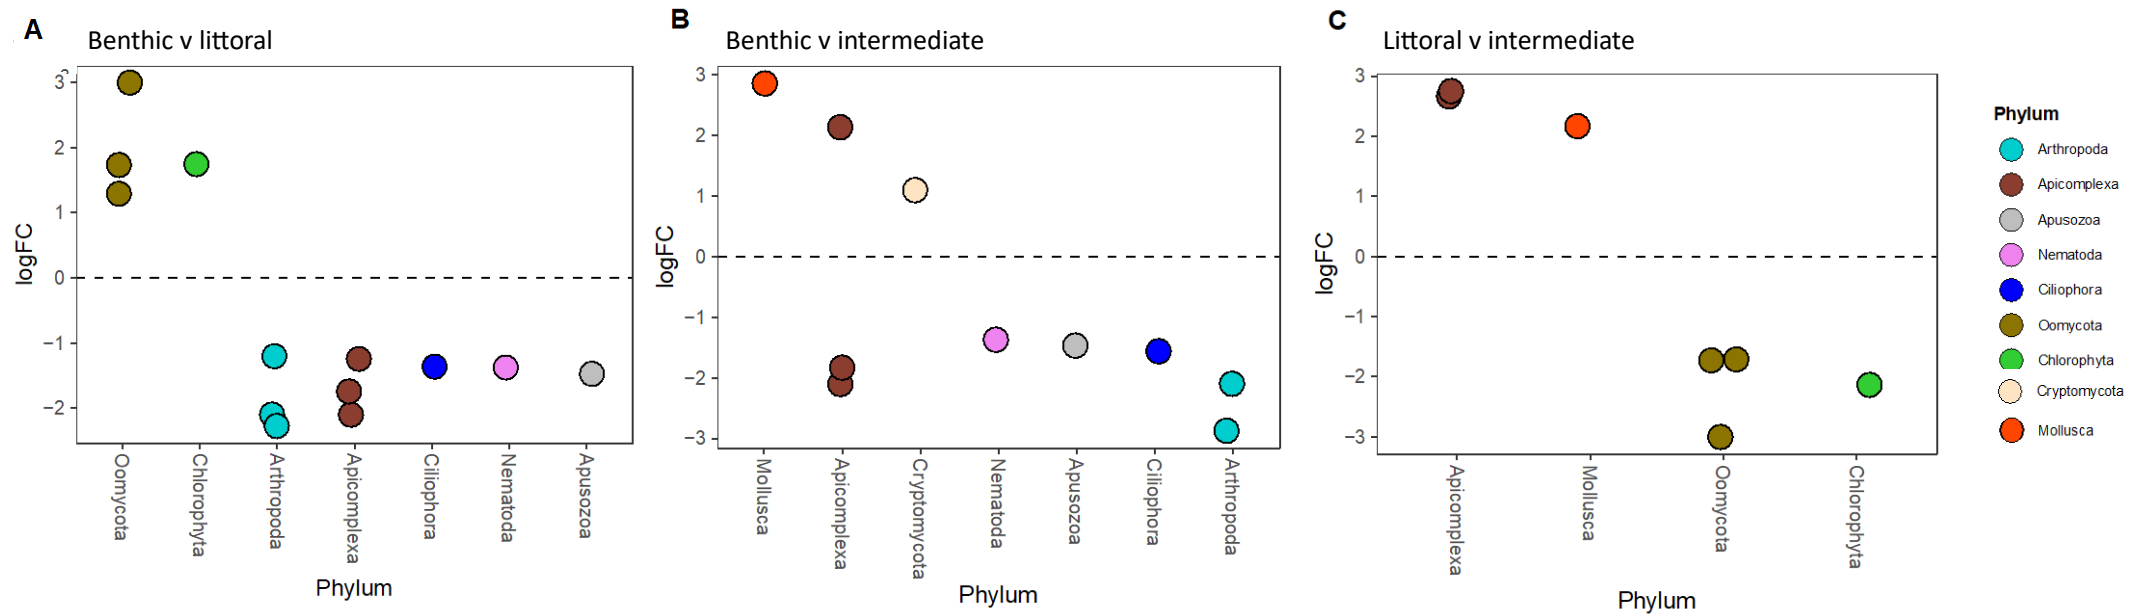 A
Benthic v littoral
3
2
1
0
−1
−2
logFC
Oomycota
Chlorophyta
Arthropoda
Apicomplexa
Ciliophora
Nematoda
Apusozoa
Phylum
B
Benthic v intermediate
3
2
1
0
−1
−2
−3
logFC
Mollusca
Apicomplexa
Cryptomycota
Nematoda
Apusozoa
Ciliophora
Arthropoda
Phylum
C
Littoral v intermediate
3
2
1
0
−1
−2
−3
logFC
Apicomplexa
Mollusca
Oomycota
Chlorophyta
Phylum
Phylum
Arthropoda
Apicomplexa
Apusozoa
Nematoda
Ciliophora
Oomycota
Chlorophyta
Cryptomycota
Mollusca